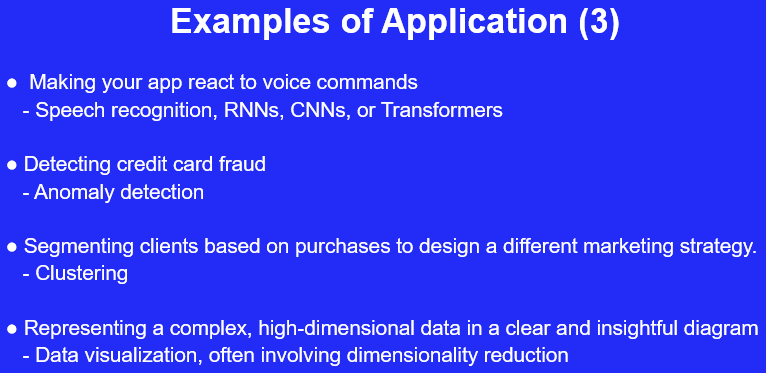 Examples of Application (3)
● Making your app react to voice commands
- Speech recognition, RNNs, CNNs, or Transformers
● Detecting credit card fraud
- Anomaly detection
● Segmenting clients based on purchases to design a different marketing strategy.
- Clustering
● Representing a complex, high-dimensional data in a clear and insightful diagram
- Data visualization, often involving dimensionality reduction